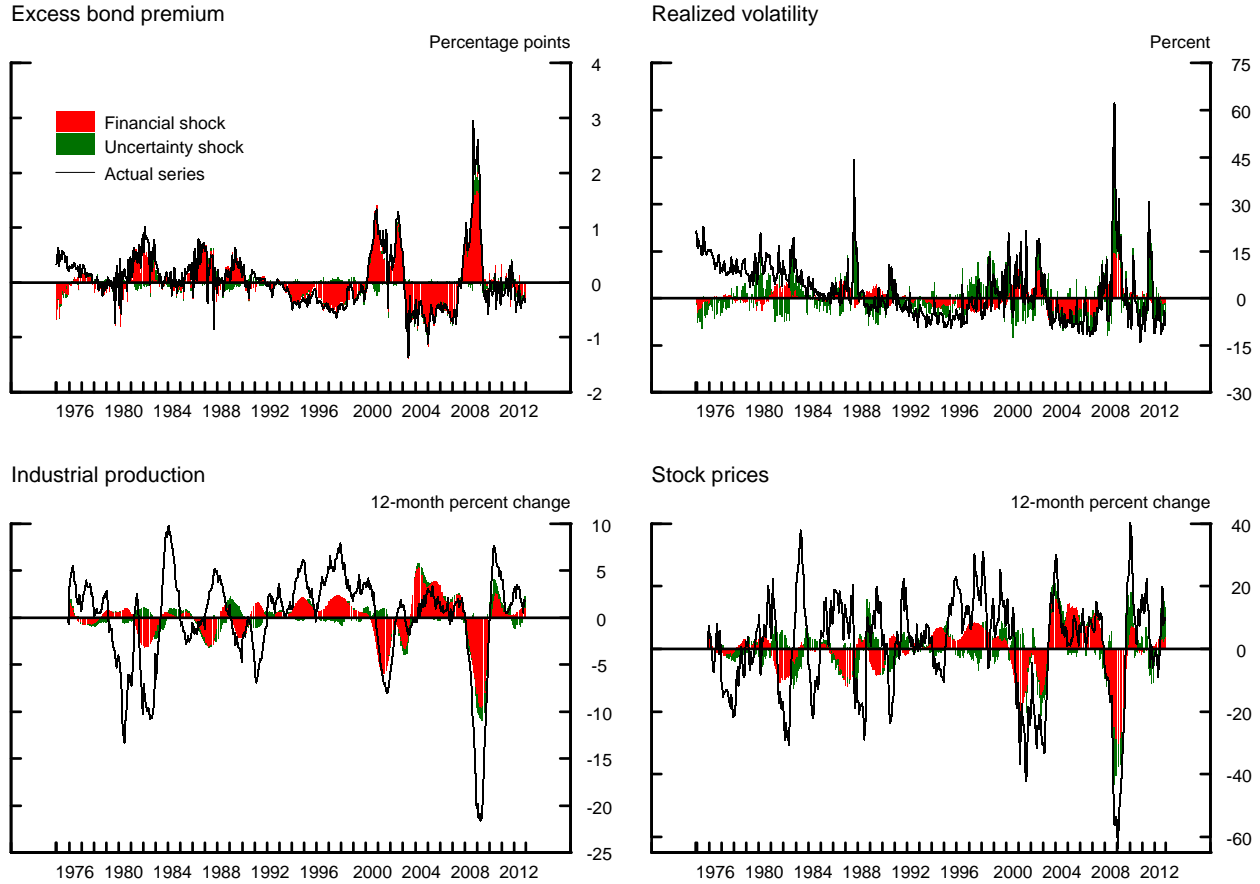 Excess bond premium
Percentage points
4
3
2
1
0
-1
-2
Financial shock
Uncertainty shock
Actual series
1976 1980 1984 1988 1992 1996 2000 2004 2008 2012
Realized volatility
Percent
75
60
45
30
15
0
-15
-30
1976 1980 1984 1988 1992 1996 2000 2004 2008 2012
Industrial production
12-month percent change
10
5
0
-5
-10
-15
-20
-25
1976 1980 1984 1988 1992 1996 2000 2004 2008 2012
Stock prices
12-month percent change
40
20
0
-20
-40
-60
1976 1980 1984 1988 1992 1996 2000 2004 2008 2012